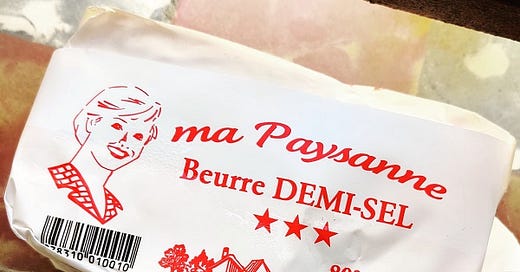 ma Paysanne
Beurre DEMI-SEL